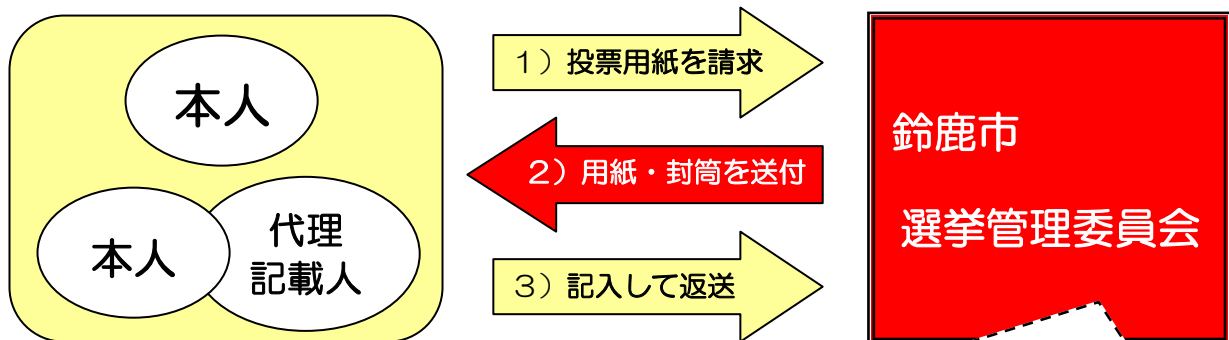 本人
本人
代理
記載人
1）投票用紙を請求
2）用紙・封筒を送付
3）記入して返送
鈴鹿市
選挙管理委員会